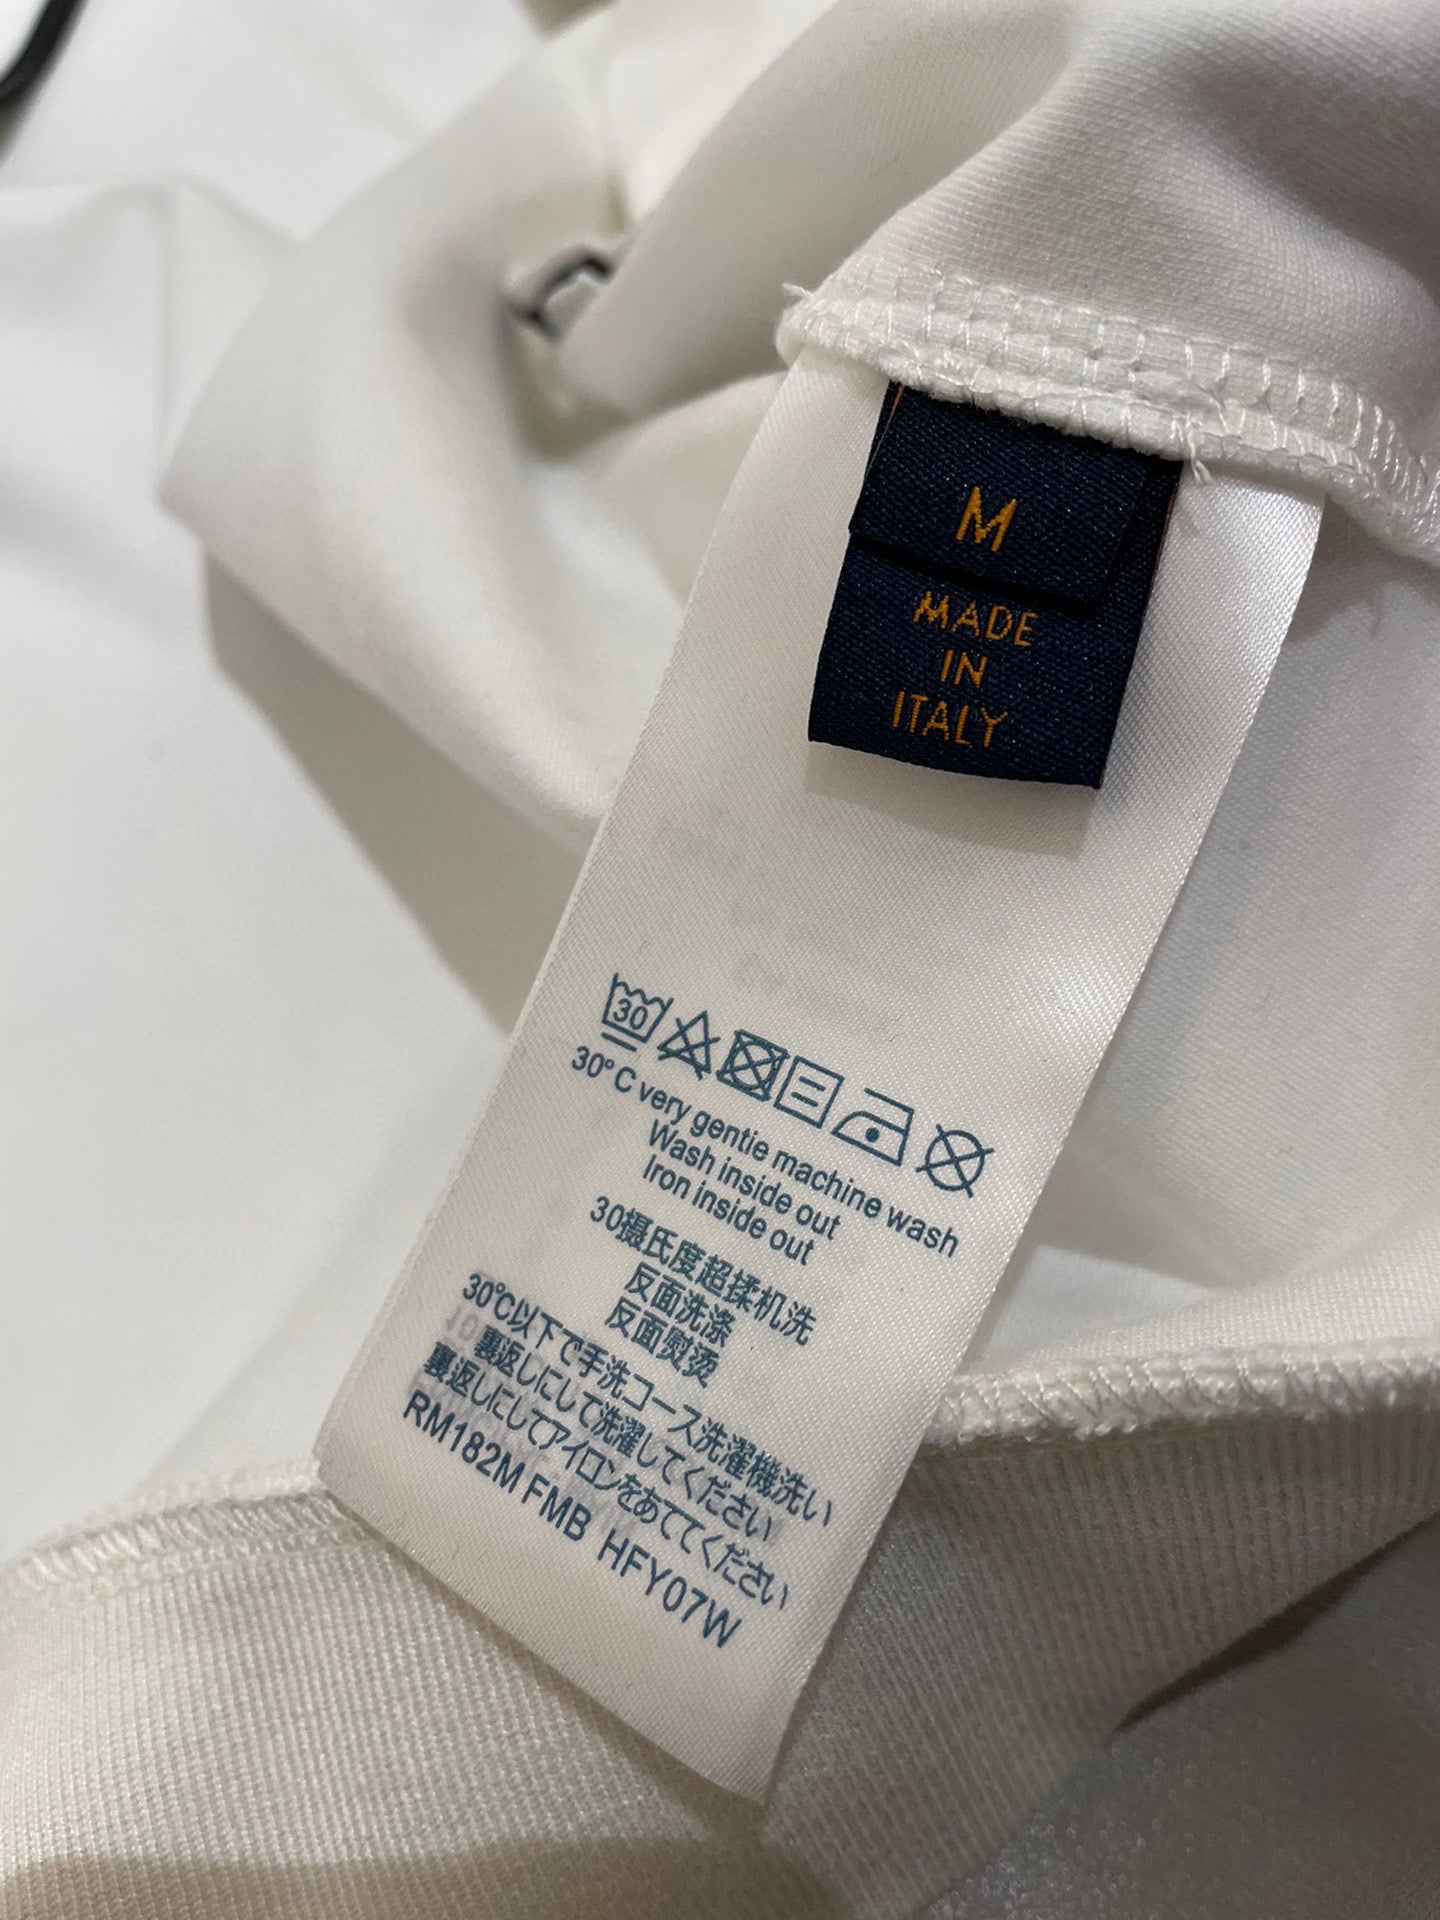 M
MADE
IN
ITALY
30
30°C very gentie machine wash
Wash inside out
Iron inside out
30摄氏度超揉机洗
反面洗涤
反面熨烫
30℃以下で手洗コース洗濯機洗い
裏返しにして洗濯してください
裏返しにしてアイロンをあててください
RM182M FMB HFY07W